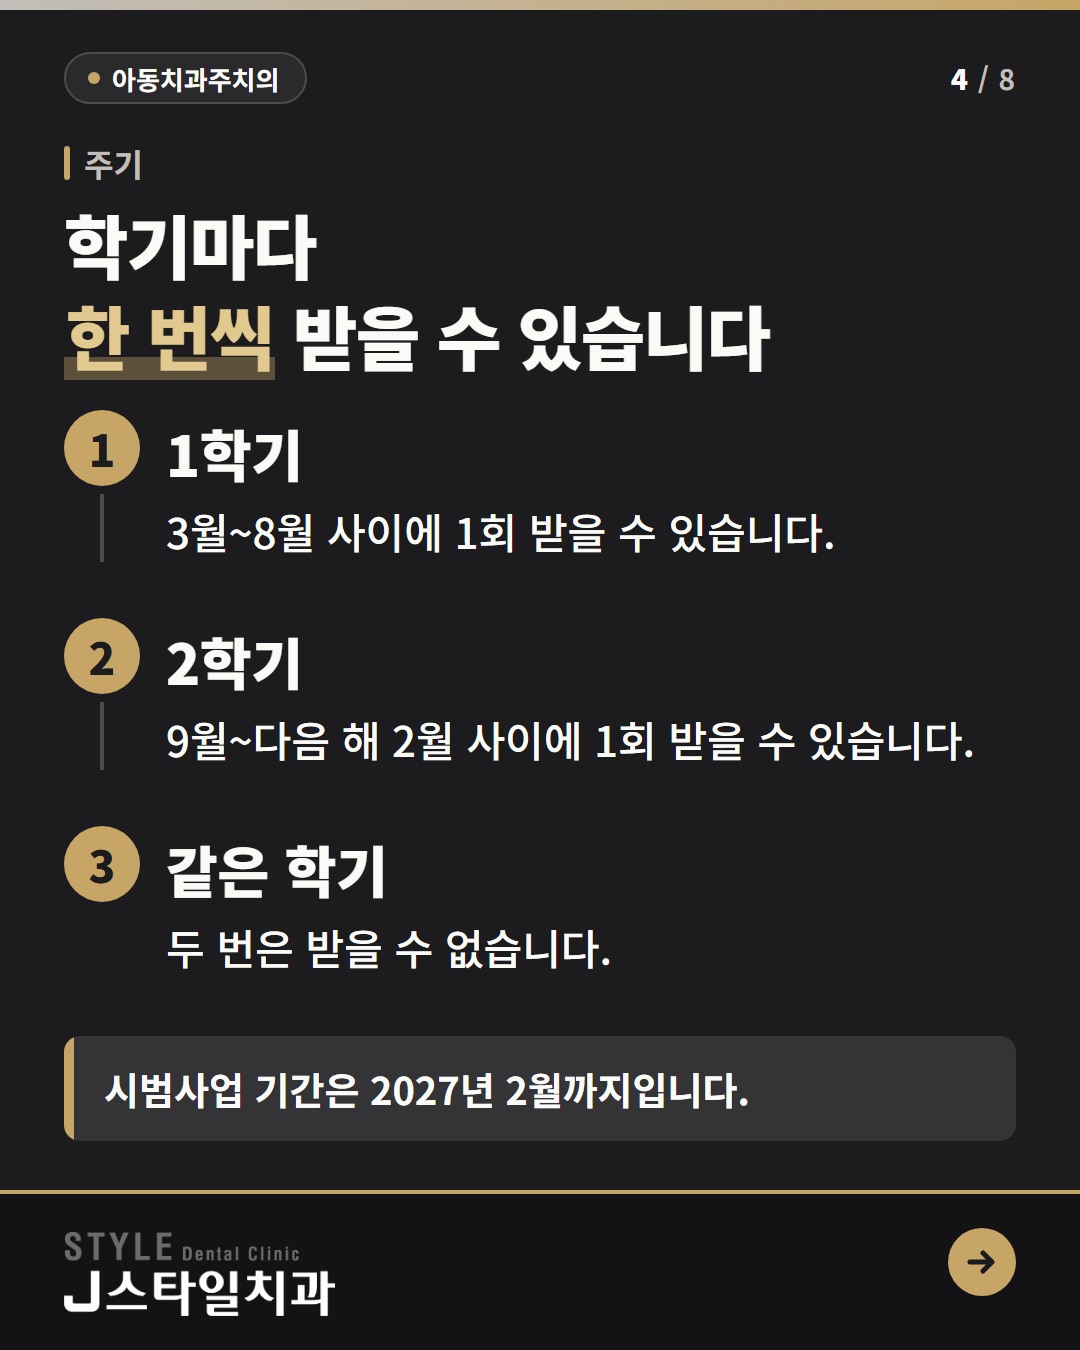 아동치과주치의
4 / 8
주기
학기마다
한 번씩 받을 수 있습니다
1
1학기
3월~8월 사이에 1회 받을 수 있습니다.
2
2학기
9월~다음 해 2월 사이에 1회 받을 수 있습니다.
3
같은 학기
두 번은 받을 수 없습니다.
시범사업 기간은 2027년 2월까지입니다.
STYLE Dental Clinic
J스타일치과